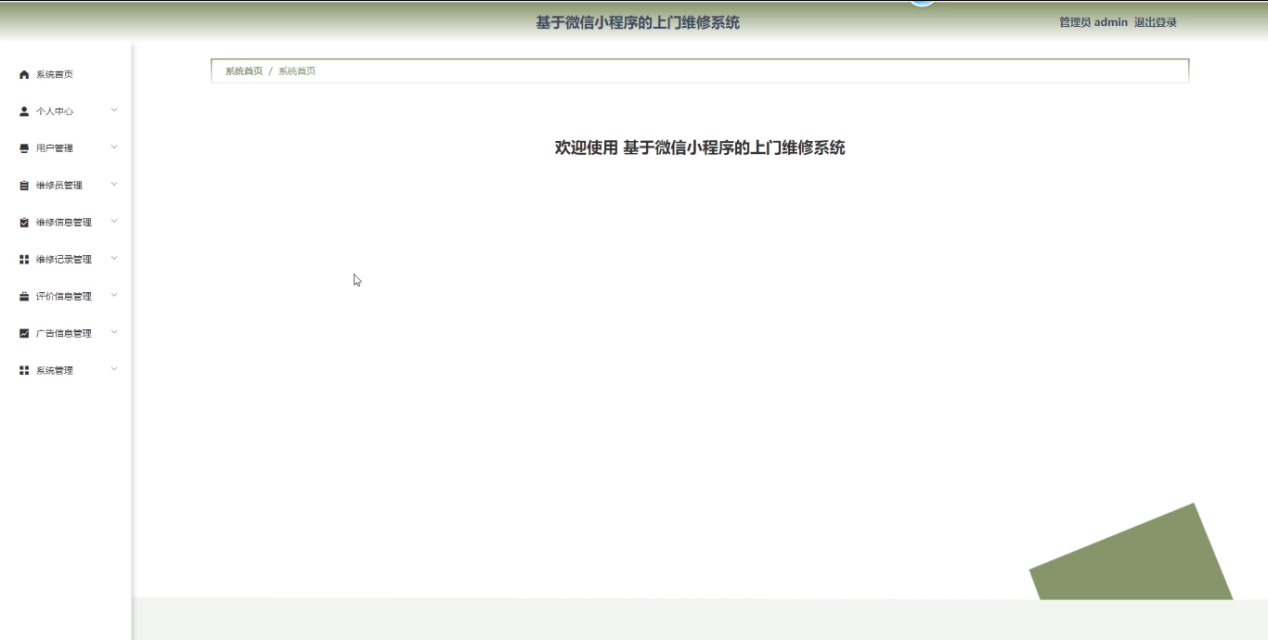 基于微信小程序的上门维修系统
管理员 admin 退出登录
系统首页
个人中心
用户管理
维修员管理
维修信息管理
维修记录管理
评价信息管理
广告信息管理
系统管理
系统首页 / 系统首页
欢迎使用 基于微信小程序的上门维修系统